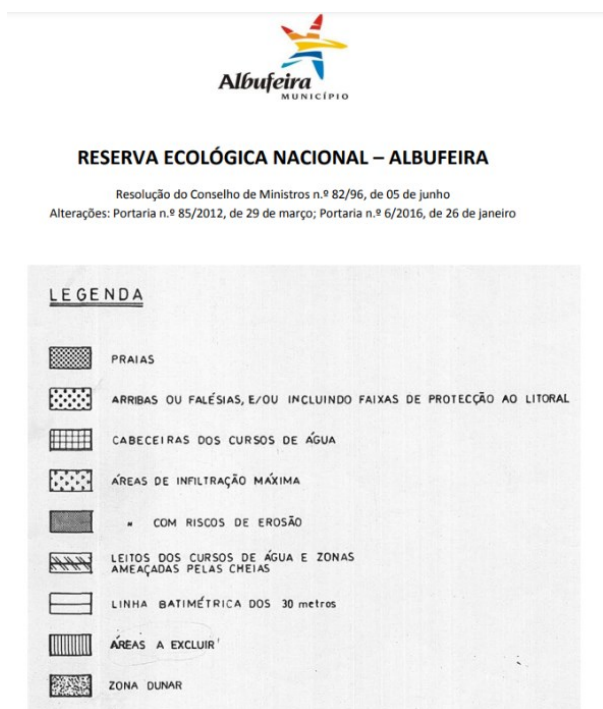 Albufeira
MUNICÍPIO
RESERVA ECOLÓGICA NACIONAL – ALBUFEIRA
Resolução do Conselho de Ministros n.º 82/96, de 05 de junho
Alterações: Portaria n.º 85/2012, de 29 de março; Portaria n.º 6/2016, de 26 de janeiro
LEGENDA
PRAIAS
ARRIBAS OU FALÉSIAS, E/OU INCLUINDO FAIXAS DE PROTECÇÃO AO LITORAL
CABECEIRAS DOS CURSOS DE ÁGUA
ÁREAS DE INFILTRAÇÃO MÁXIMA
" COM RISCOS DE EROSÃO
LEITOS DOS CURSOS DE ÁGUA E ZONAS
AMEAÇADAS PELAS CHEIAS
LINHA BATIMÉTRICA DOS 30 metros
ÁREAS A EXCLUIR
ZONA DUNAR